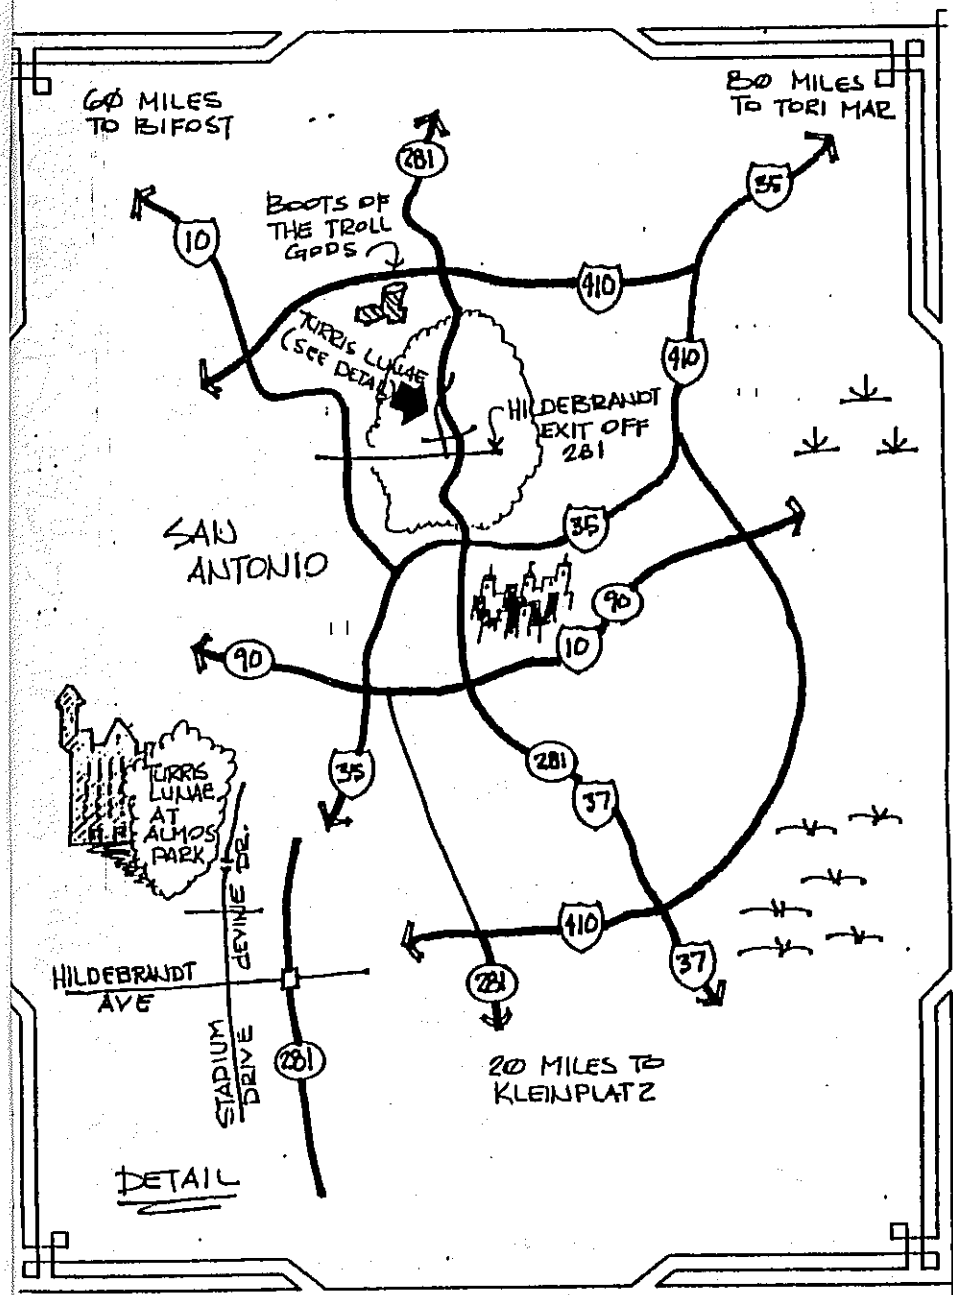 60 MILES
TO BIFOST
80 MILES
TO TORI MAR
281
35
10
BOOTS OF
THE TROLL
GODS
410
TURRIS LUNAE
(SEE DETAIL)
410
HILDEBRANDT
EXIT OFF
281
35
SAN
ANTONIO
90
10
90
281
35
37
TURRIS
LUNAE
AT
ALMOS
PARK
DEVINE DR.
410
37
HILDEBRANDT
AVE
281
STADIUM
DRIVE
281
20 MILES TO
KLEINPLATZ
DETAIL